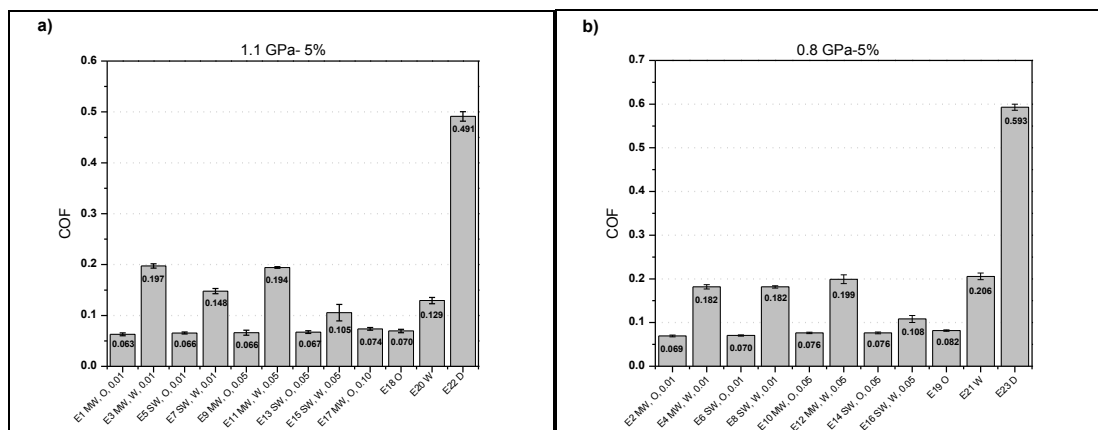 a)
1.1 GPa- 5%
0.6
0.5
0.4
0.3
0.2
0.1
0.0
COF
0.063
0.197
0.066
0.148
0.066
0.194
0.067
0.105
0.074
0.070
0.129
0.491
E1 MW, O, 0.01
E3 MW, W, 0.01
E5 SW, O, 0.01
E7 SW, W, 0.01
E9 MW, O, 0.05
E11 MW, W, 0.05
E13 SW, O, 0.05
E15 SW, W, 0.05
E17 MW, O, 0.10
E18 O
E20 W
E22 D
b)
0.8 GPa-5%
0.7
0.6
0.5
0.4
0.3
0.2
0.1
0.0
COF
0.069
0.182
0.070
0.182
0.076
0.199
0.076
0.108
0.082
0.206
0.593
E2 MW, O, 0.01
E4 MW, W, 0.01
E6 SW, O, 0.01
E8 SW, W, 0.01
E10 MW, O, 0.05
E12 MW, W, 0.05
E14 SW, O, 0.05
E16 SW, W, 0.05
E19 O
E21 W
E23 D